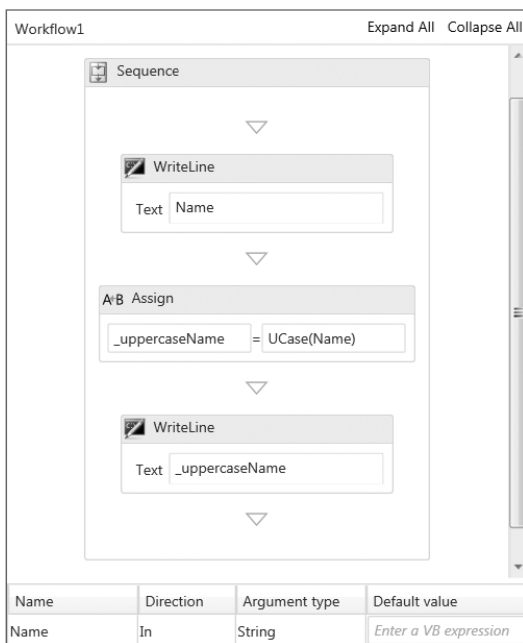 Workflow1 Expand All Collapse All
Sequence
WriteLine
Text Name
A+B Assign
_uppercaseName = UCase(Name)
WriteLine
Text _uppercaseName
Name Direction Argument type Default value
Name In String Enter a VB expression